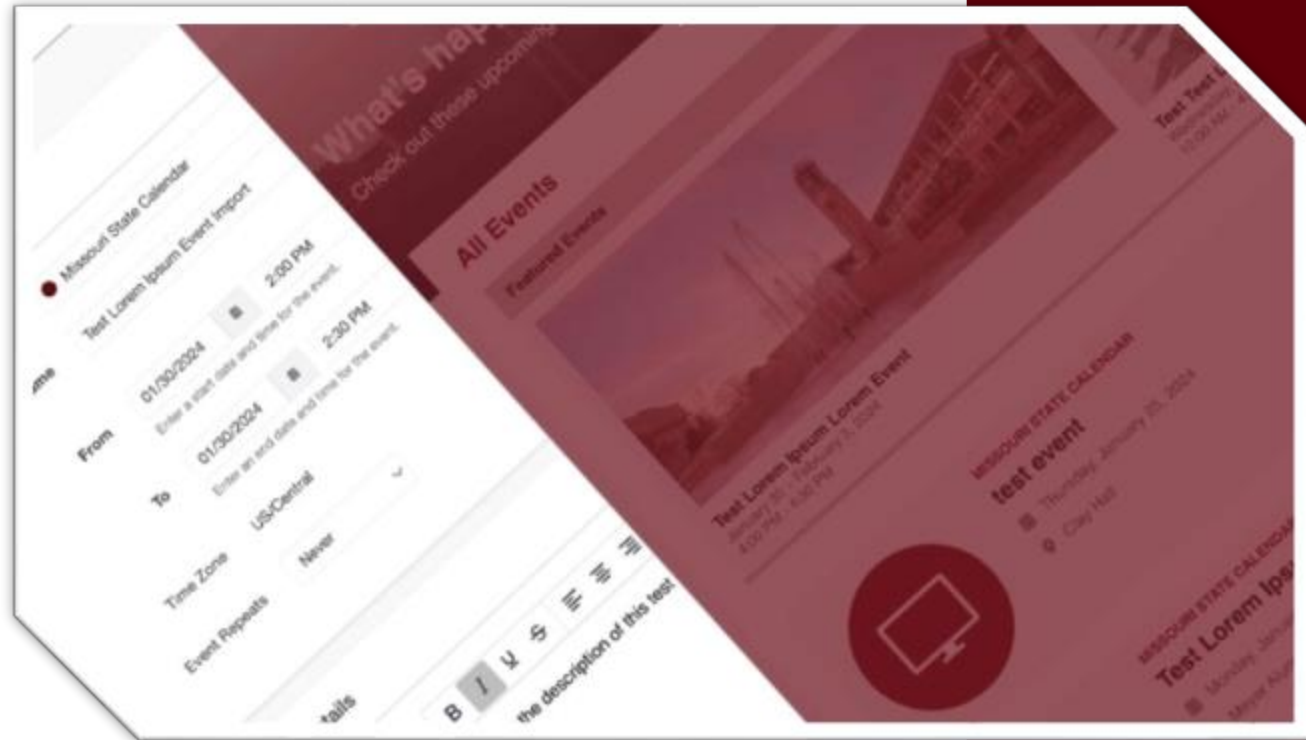 Missouri State Calendar
Test Lorem Ipsum Event Import
From
01/30/2024
2:00 PM
Enter a start date and time for the event.
To
01/30/2024
2:30 PM
Enter an end date and time for the event.
Time Zone
US/Central
Event Repeats
Never
B I U S
the description of this test
What's
Check out these upcoming
All Events
Featured Events
Test Lorem Ipsum Lorem Event
January 30 - February 3, 2024
4:00 PM - 4:30 PM
Test Test
MISSOURI STATE CALENDAR
test event
Thursday, January 25, 2024
Clay Hall
MISSOURI STATE CALENDAR
Test Lorem
Monday,